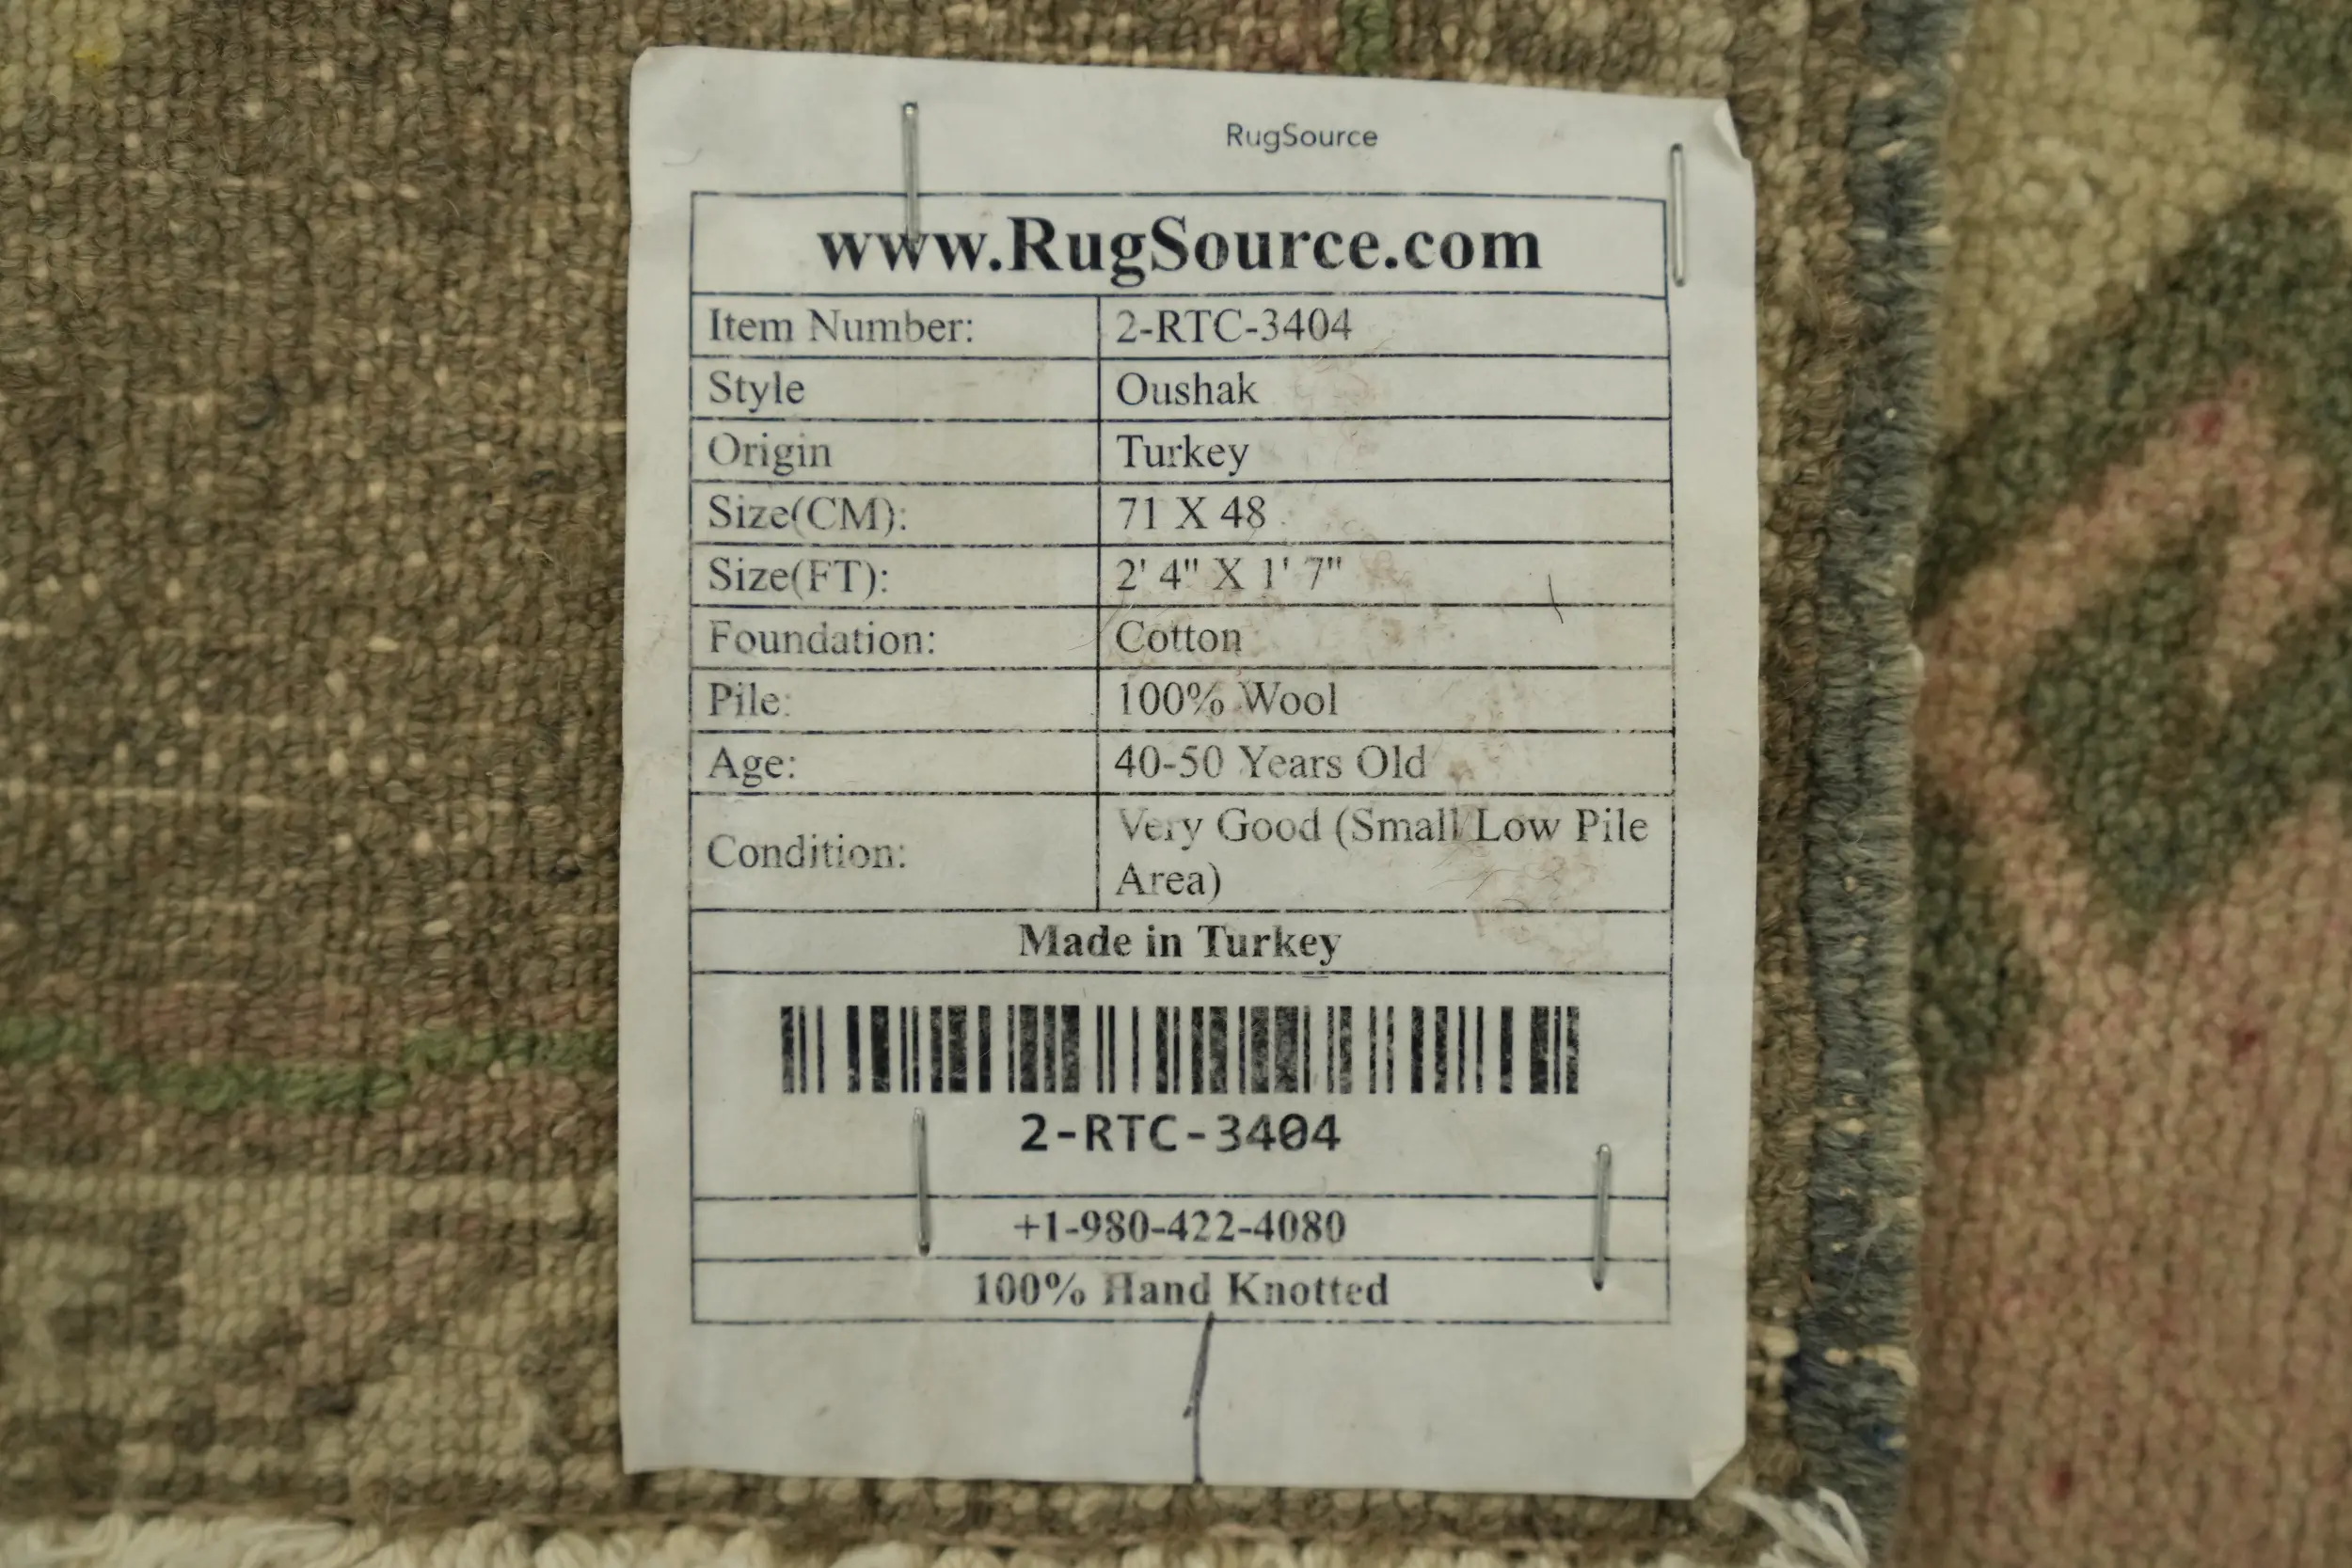 RugSource
www.RugSource.com
Item Number: 2-RTC-3404
Style Oushak
Origin Turkey
Size(CM): 71 X 48
Size(FT): 2' 4" X 1' 7"
Foundation: Cotton
Pile: 100% Wool
Age: 40-50 Years Old
Condition: Very Good (Small Low Pile
Area)
Made in Turkey
2-RTC-3404
+1-980-422-4080
100% Hand Knotted